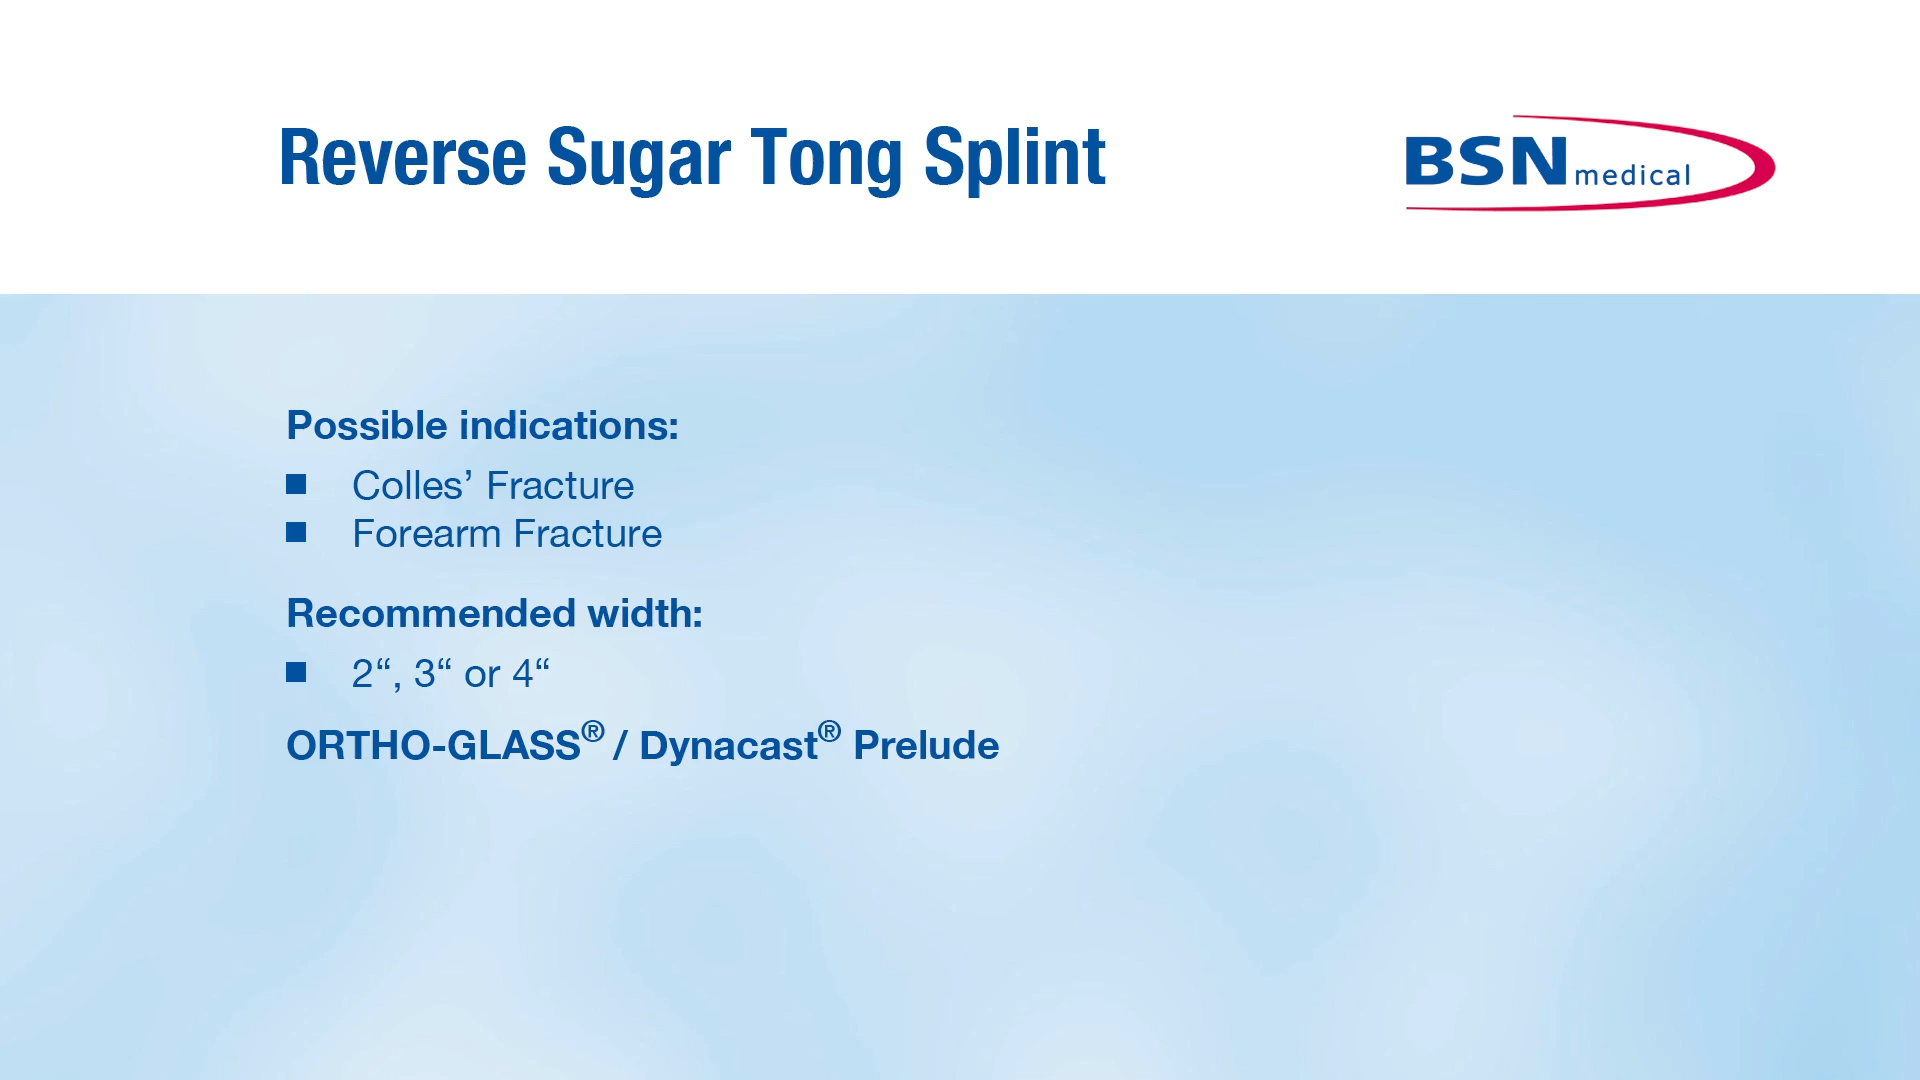 Reverse Sugar Tong Splint
BSN medical
Possible indications:
■ Colles’ Fracture
■ Forearm Fracture
Recommended width:
■ 2“, 3“ or 4“
ORTHO-GLASS® / Dynacast® Prelude